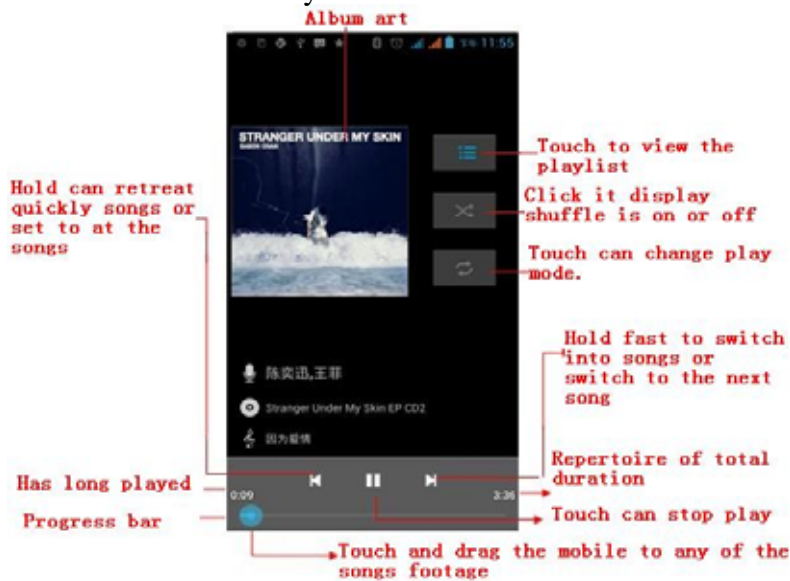 Album art
11:55
STRANGER UNDER MY SKIN
Touch to view the
playlist
Hold can retreat
quickly songs or
set to at the
songs
Click it display
shuffle is on or off
Touch can change play
mode.
Hold fast to switch
into songs or
switch to the next
song
陈奕迅,王菲
Stranger Under My Skin EP CD2
因为爱情
Has long played
0:09
3:36
Repertoire of total
duration
Progress bar
Touch can stop play
Touch and drag the mobile to any of the
songs footage